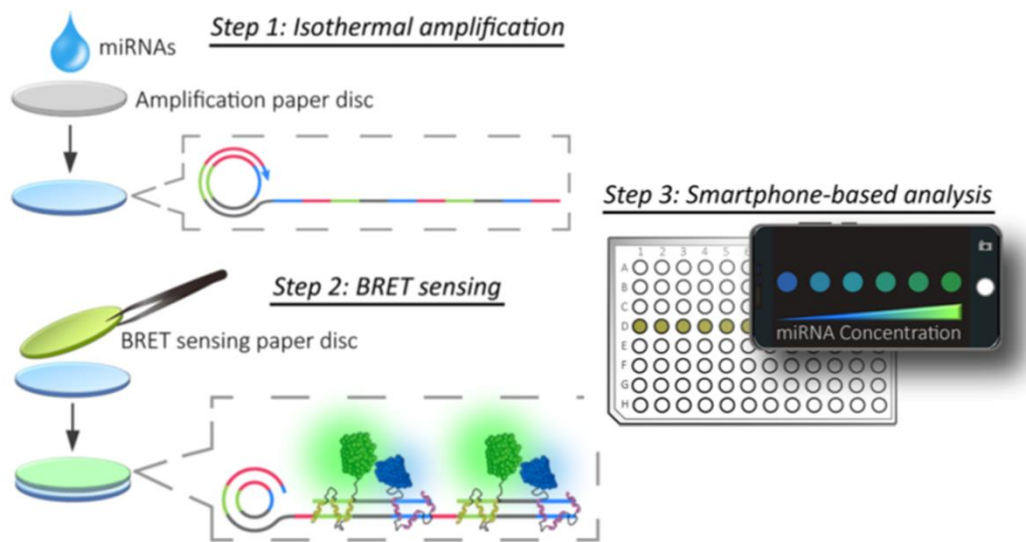 Step 1: Isothermal amplification
miRNAs
Amplification paper disc
Step 2: BRET sensing
BRET sensing paper disc
Step 3: Smartphone-based analysis
1 2 3 4 5
A
B
C
D
E
F
G
H
miRNA Concentration